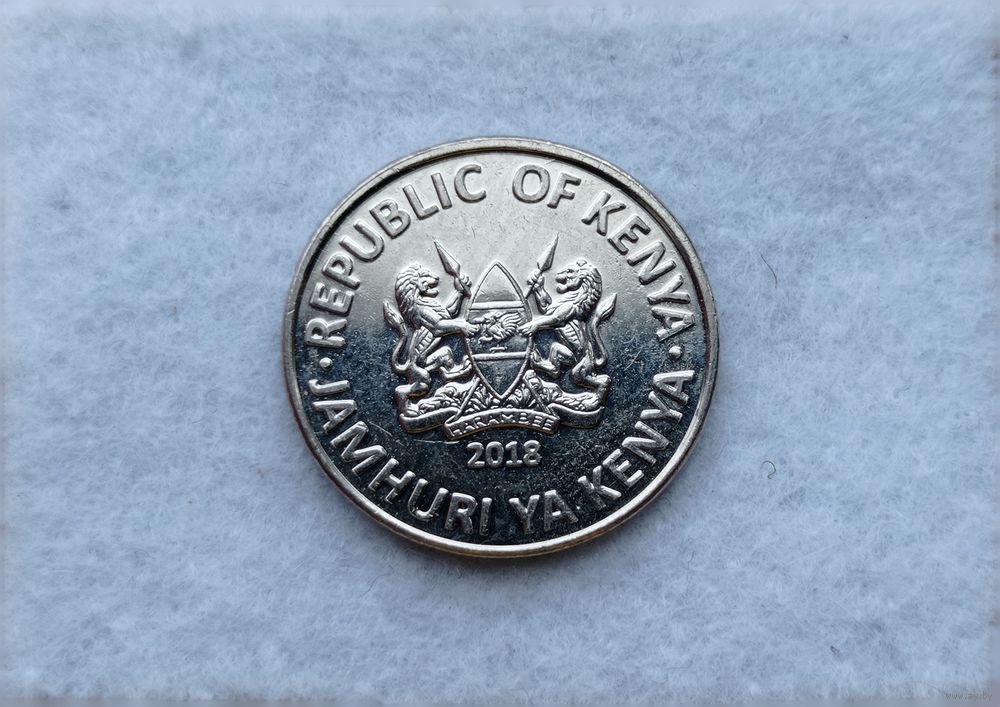 REPUBLIC OF KENYA
HARAMBEE
2018
JAMHURI YA KENYA